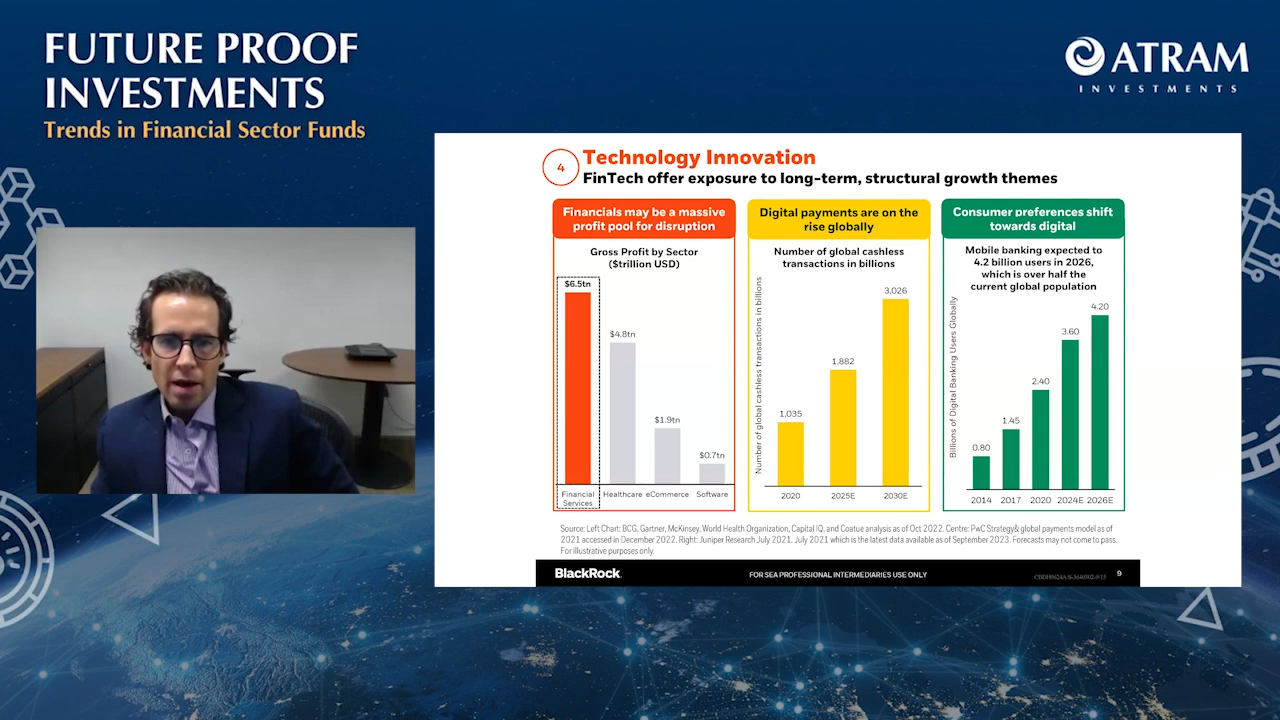 FUTURE PROOF
INVESTMENTS
Trends in Financial Sector Funds
ATRAM
INVESTMENTS
4
Technology Innovation
FinTech offer exposure to long-term, structural growth themes
Financials may be a massive
profit pool for disruption
Gross Profit by Sector
($trillion USD)
$6.5tn
$4.8tn
$1.9tn
$0.7tn
Financial
Services
Healthcare
eCommerce
Software
Digital payments are on the
rise globally
Number of global cashless
transactions in billions
Number of global cashless transactions in billions
1,035
1,882
3,026
2020
2025E
2030E
Consumer preferences shift
towards digital
Mobile banking expected to
4.2 billion users in 2026,
which is over half the
current global population
Billions of Digital Banking Users Globally
0.80
1.45
2.40
3.60
4.20
2014
2017
2020
2024E
2026E
Source: Left Chart: BCG, Gartner, McKinsey, World Health Organization, Capital IQ, and Coatue analysis as of Oct 2022. Centre: PwC Strategy& global payments model as of
2021 accessed in December 2022. Right: Juniper Research July 2021. July 2021 which is the latest data available as of September 2023. Forecasts may not come to pass.
For illustrative purposes only.
BlackRock.
FOR SEA PROFESSIONAL INTERMEDIARIES USE ONLY
9